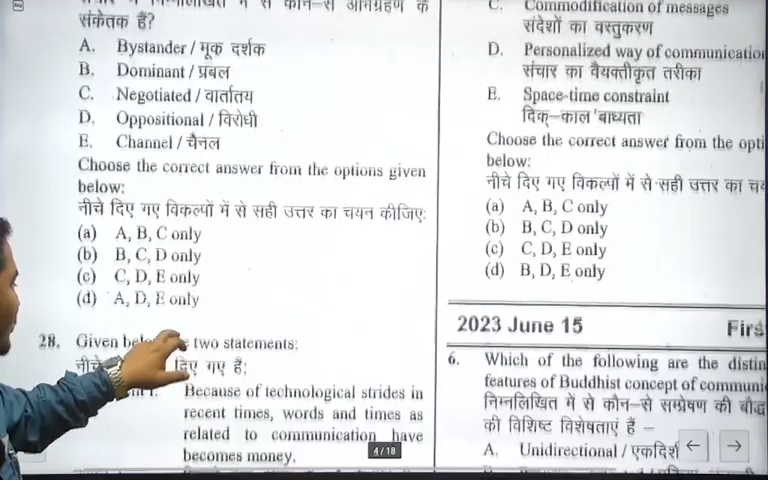 संकेतक हैं?
A. Bystander / मूक दर्शक
B. Dominant / प्रबल
C. Negotiated / वार्तातय
D. Oppositional / विरोधी
E. Channel / चैनल
Choose the correct answer from the options given
below:
नीचे दिए गए विकल्पों में से सही उत्तर का चयन कीजिए:
(a) A, B, C only
(b) B, C, D only
(c) C, D, E only
(d) A, D, E only
28. Given two statements:
दिए गए हैं:
Because of technological strides in
recent times, words and times as
related to communication have
becomes money.
C. Commodification of messages
संदेशों का वस्तुकरण
D. Personalized way of communication
संचार का वैयक्तीकृत तरीका
E. Space-time constraint
दिक्-काल बाध्यता
Choose the correct answer from the opti
below:
नीचे दिए गए विकल्पों में से सही उत्तर का
(a) A, B, C only
(b) B, C, D only
(c) C, D, E only
(d) B, D, E only
2023 June 15 Firs
6. Which of the following are the distin
features of Buddhist concept of communi
निम्नलिखित में से कौन-से सम्प्रेषण की बौद्ध
की विशिष्ट विशेषताएं हैं –
A. Unidirectional / एकदिश
4 / 18